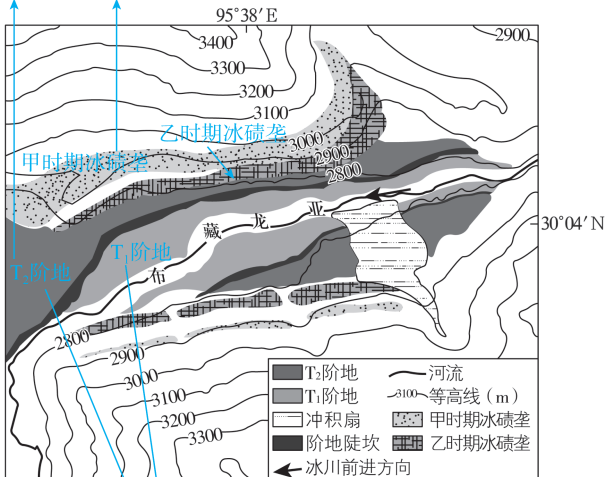 95°38′E
3400
2900
3300
3200
3100
乙时期冰碛垄
3000
甲时期冰碛垄
2900
2800
亚
龙
藏
布
30°04′N
T₁阶地
T₂阶地
2800
2900
3000
3100
3200
3300
T₂阶地
河流
T₁阶地
3100 等高线(m)
冲积扇
甲时期冰碛垄
阶地陡坎
乙时期冰碛垄
冰川前进方向